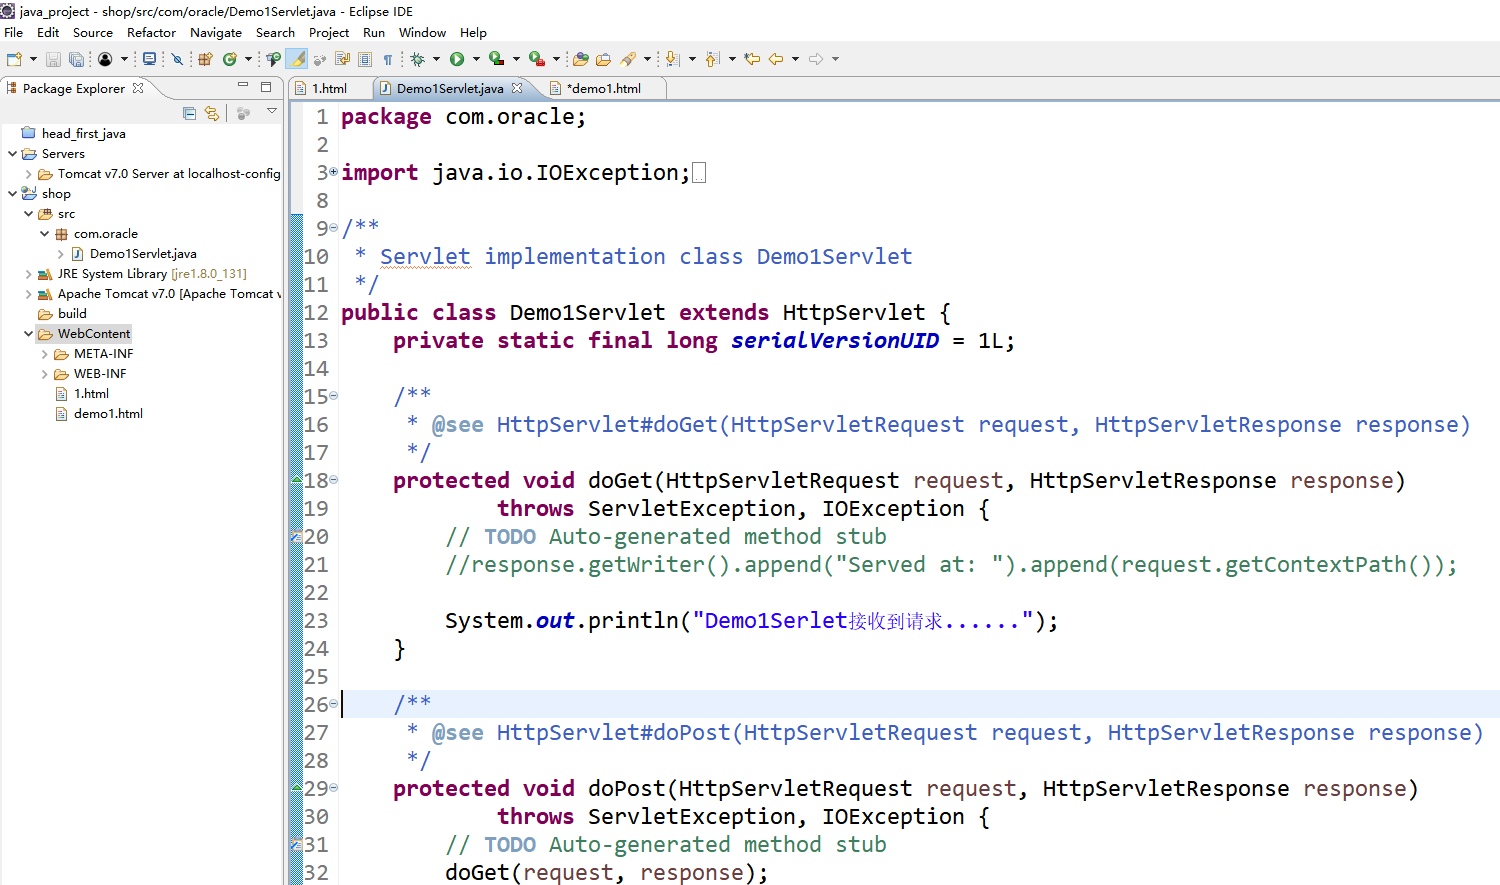 java_project - shop/src/com/oracle/Demo1Servlet.java - Eclipse IDE
File Edit Source Refactor Navigate Search Project Run Window Help
Package Explorer
head_first_java
Servers
Tomcat v7.0 Server at localhost-config
shop
src
com.oracle
Demo1Servlet.java
JRE System Library [jre1.8.0_131]
Apache Tomcat v7.0 [Apache Tomcat v
build
WebContent
META-INF
WEB-INF
1.html
demo1.html
1.html Demo1Servlet.java *demo1.html
1 package com.oracle;
2
3 import java.io.IOException;
8
9 /**
10 * Servlet implementation class Demo1Servlet
11 */
12 public class Demo1Servlet extends HttpServlet {
13 private static final long serialVersionUID = 1L;
14
15 /**
16 * @see HttpServlet#doGet(HttpServletRequest request, HttpServletResponse response)
17 */
18 protected void doGet(HttpServletRequest request, HttpServletResponse response)
19 throws ServletException, IOException {
20 // TODO Auto-generated method stub
21 //response.getWriter().append("Served at: ").append(request.getContextPath());
22
23 System.out.println("Demo1Serlet接收到请求......");
24 }
25
26 /**
27 * @see HttpServlet#doPost(HttpServletRequest request, HttpServletResponse response)
28 */
29 protected void doPost(HttpServletRequest request, HttpServletResponse response)
30 throws ServletException, IOException {
31 // TODO Auto-generated method stub
32 doGet(request, response);